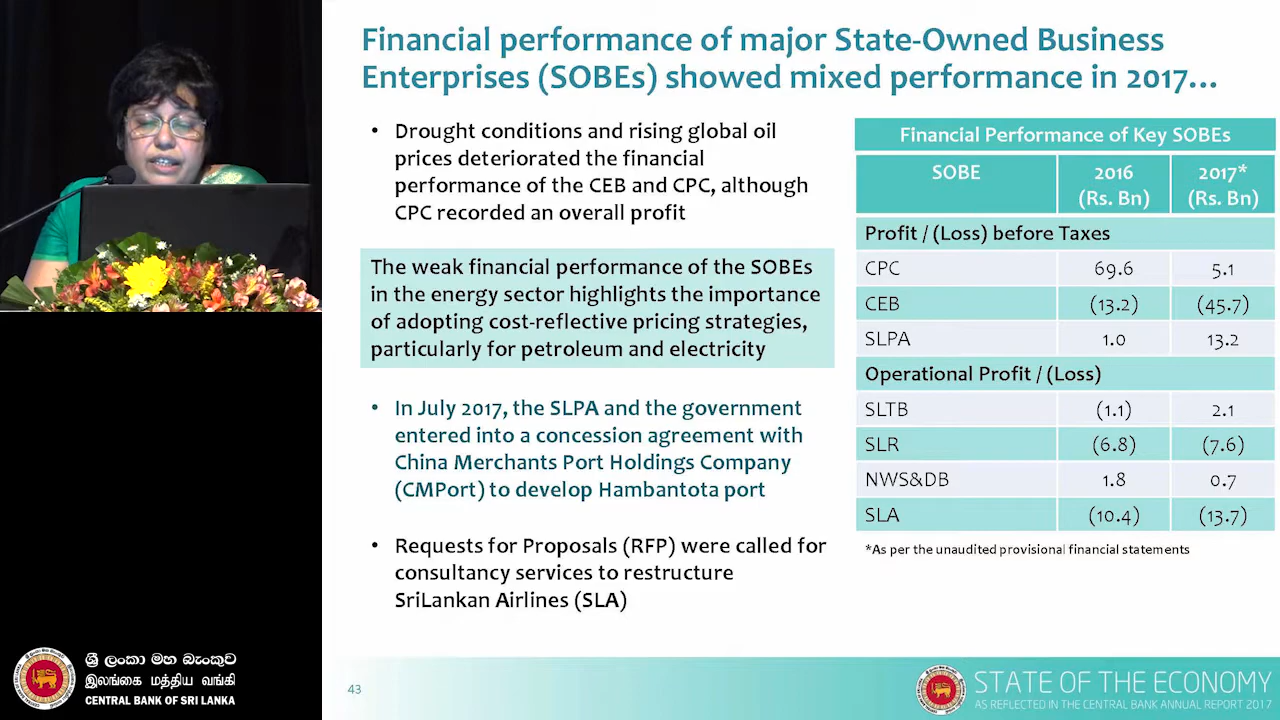 Financial performance of major State-Owned Business
Enterprises (SOBEs) showed mixed performance in 2017...
• Drought conditions and rising global oil
prices deteriorated the financial
performance of the CEB and CPC, although
CPC recorded an overall profit
The weak financial performance of the SOBEs
in the energy sector highlights the importance
of adopting cost-reflective pricing strategies,
particularly for petroleum and electricity
• In July 2017, the SLPA and the government
entered into a concession agreement with
China Merchants Port Holdings Company
(CMPort) to develop Hambantota port
• Requests for Proposals (RFP) were called for
consultancy services to restructure
SriLankan Airlines (SLA)
Financial Performance of Key SOBEs
SOBE 2016 (Rs. Bn) 2017* (Rs. Bn)
Profit / (Loss) before Taxes
CPC 69.6 5.1
CEB (13.2) (45.7)
SLPA 1.0 13.2
Operational Profit / (Loss)
SLTB (1.1) 2.1
SLR (6.8) (7.6)
NWS&DB 1.8 0.7
SLA (10.4) (13.7)
*As per the unaudited provisional financial statements
ශ්‍රී ලංකා මහ බැංකුව
இலங்கை மத்திய வங்கி
CENTRAL BANK OF SRI LANKA
43
STATE OF THE ECONOMY
AS REFLECTED IN THE CENTRAL BANK ANNUAL REPORT 2017